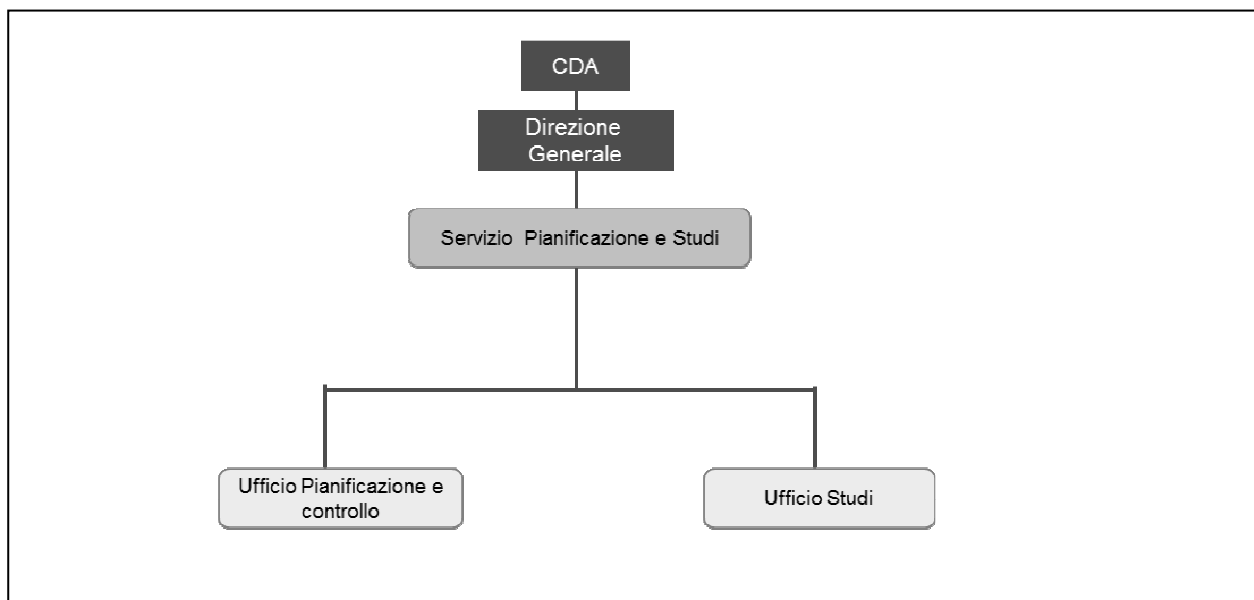 CDA
Direzione
Generale
Servizio Pianificazione e Studi
Ufficio Pianificazione e
controllo
Ufficio Studi